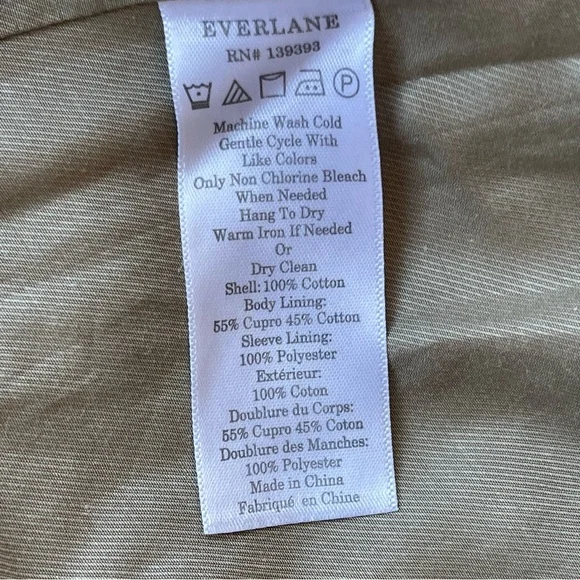 EVERLANE
RN# 139393
P
Machine Wash Cold
Gentle Cycle With
Like Colors
Only Non Chlorine Bleach
When Needed
Hang To Dry
Warm Iron If Needed
Or
Dry Clean
Shell: 100% Cotton
Body Lining:
55% Cupro 45% Cotton
Sleeve Lining:
100% Polyester
Extérieur:
100% Coton
Doublure du Corps:
55% Cupro 45% Coton
Doublure des Manches:
100% Polyester
Made in China
Fabriqué en Chine